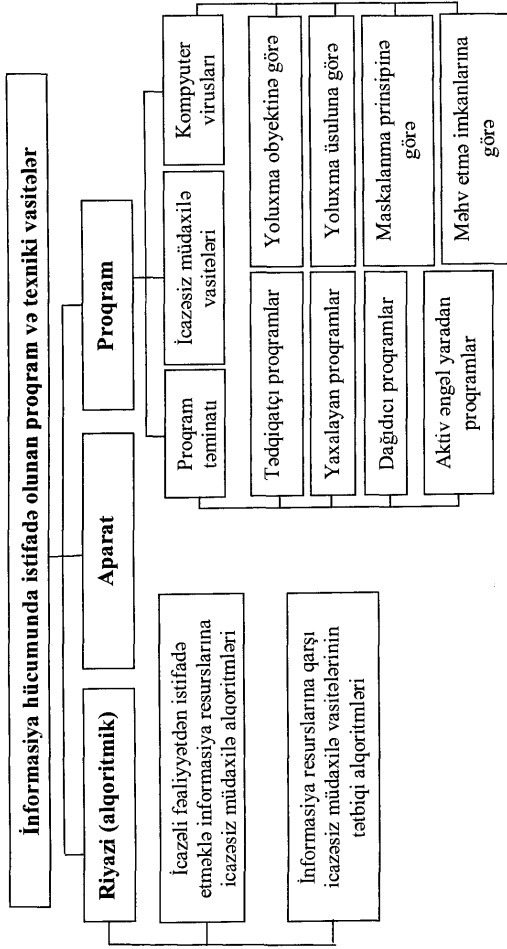 İnformasiya hücumunda istifadə olunan proqram və texniki vasitələr
Riyazi (alqoritmik)
Aparat
Proqram
İcazəli fəaliyyətdən istifadə
etməklə informasiya resurslarına
icazəsiz müdaxilə alqoritmləri
İnformasiya resurslarına qarşı
icazəsiz müdaxilə vasitələrinin
tətbiqi alqoritmləri
Proqram
təminatı
İcazəsiz müdaxilə
vasitələri
Kompyuter
virusları
Tədqiqatçı proqramlar
Yaxalayan proqramlar
Dağıdıcı proqramlar
Aktiv əngəl yaradan
proqramlar
Yoluxma obyektinə görə
Yoluxma üsuluna görə
Maskalanma prinsipinə
görə
Məhv etmə imkanlarına
görə